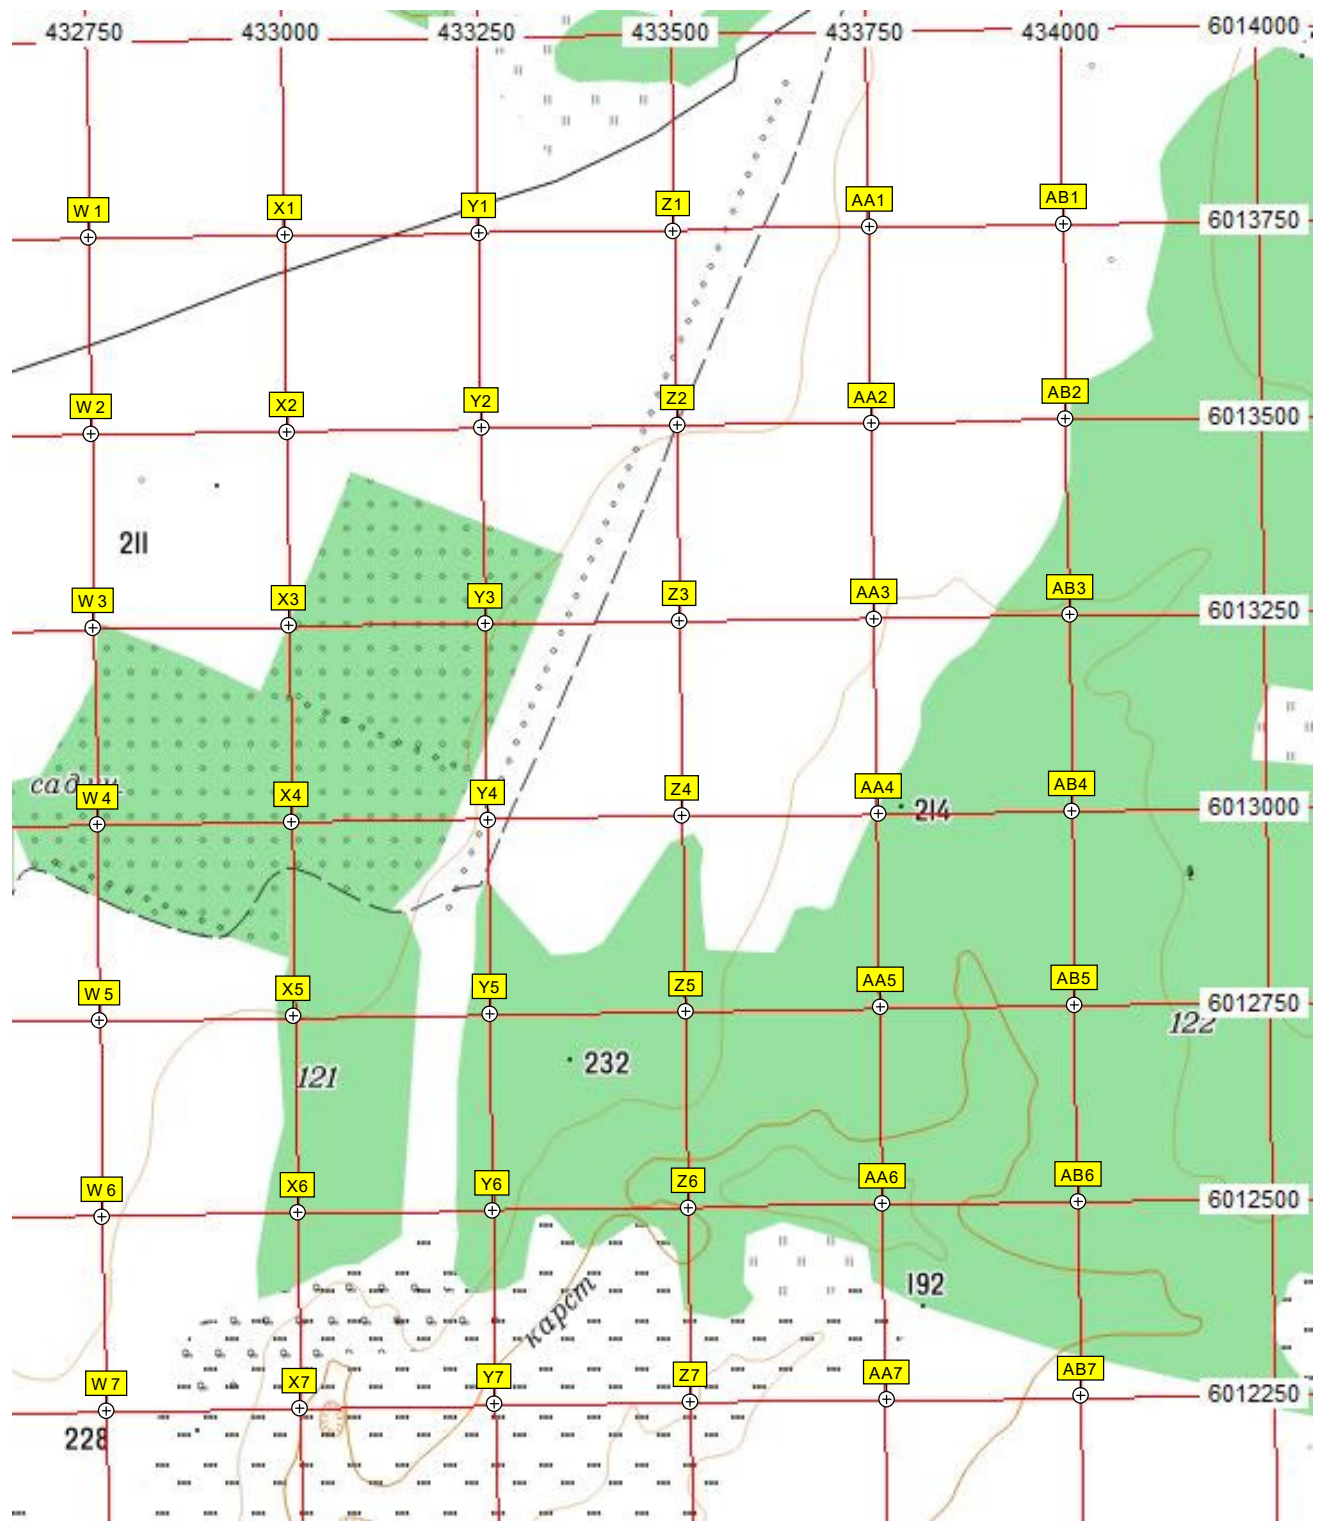 432750 433000 433250 433500 433750 434000 6014000
W1 X1 Y1 Z1 AA1 AB1 6013750
W2 X2 Y2 Z2 AA2 AB2 6013500
211
W3 X3 Y3 Z3 AA3 AB3 6013250
W4 X4 Y4 Z4 AA4 AB4 6013000
214
W5 X5 Y5 Z5 AA5 AB5 6012750
122
232
121
W6 X6 Y6 Z6 AA6 AB6 6012500
192
карст
W7 X7 Y7 Z7 AA7 AB7 6012250
228